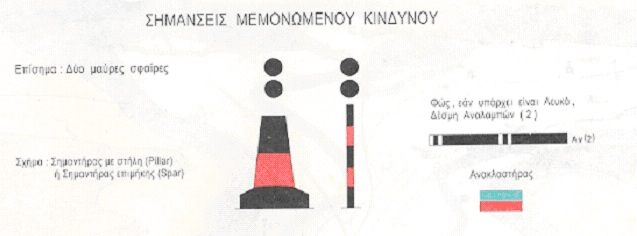 ΣΗΜΑΝΣΕΙΣ ΜΕΜΟΝΩΜΕΝΟΥ ΚΙΝΔΥΝΟΥ
Επίσημα : Δύο μαύρες σφαίρες
Φώς, εάν υπάρχει είναι Λευκό,
Δέσμη Αναλαμπών ( 2 )
Αν (2)
Σχήμα : Σημαντήρας με στήλη (Pillar)
ή Σημαντήρας επιμήκης (Spar)
Ανακλαστήρας